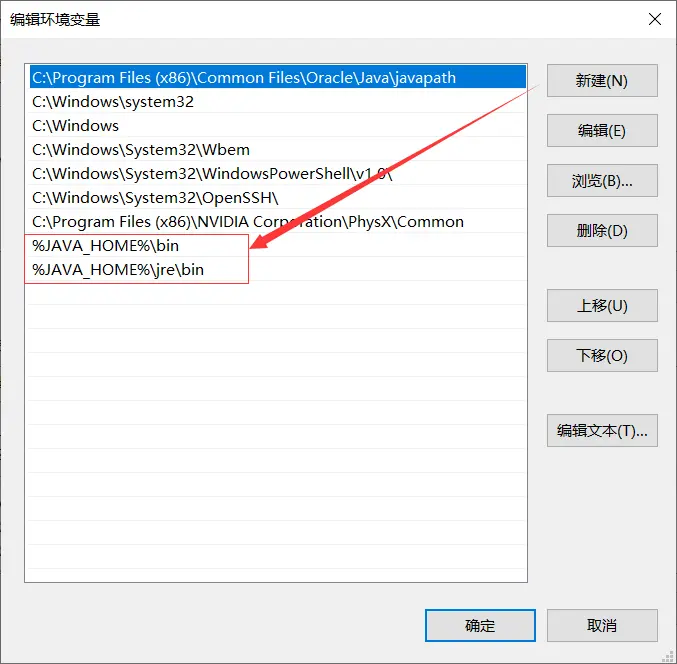 编辑环境变量
C:\Program Files (x86)\Common Files\Oracle\Java\javapath
C:\Windows\system32
C:\Windows
C:\Windows\System32\Wbem
C:\Windows\System32\WindowsPowerShell\v1.0\
C:\Windows\System32\OpenSSH\
C:\Program Files (x86)\NVIDIA Corporation\PhysX\Common
%JAVA_HOME%\bin
%JAVA_HOME%\jre\bin
新建(N)
编辑(E)
浏览(B)...
删除(D)
上移(U)
下移(O)
编辑文本(T)...
确定
取消